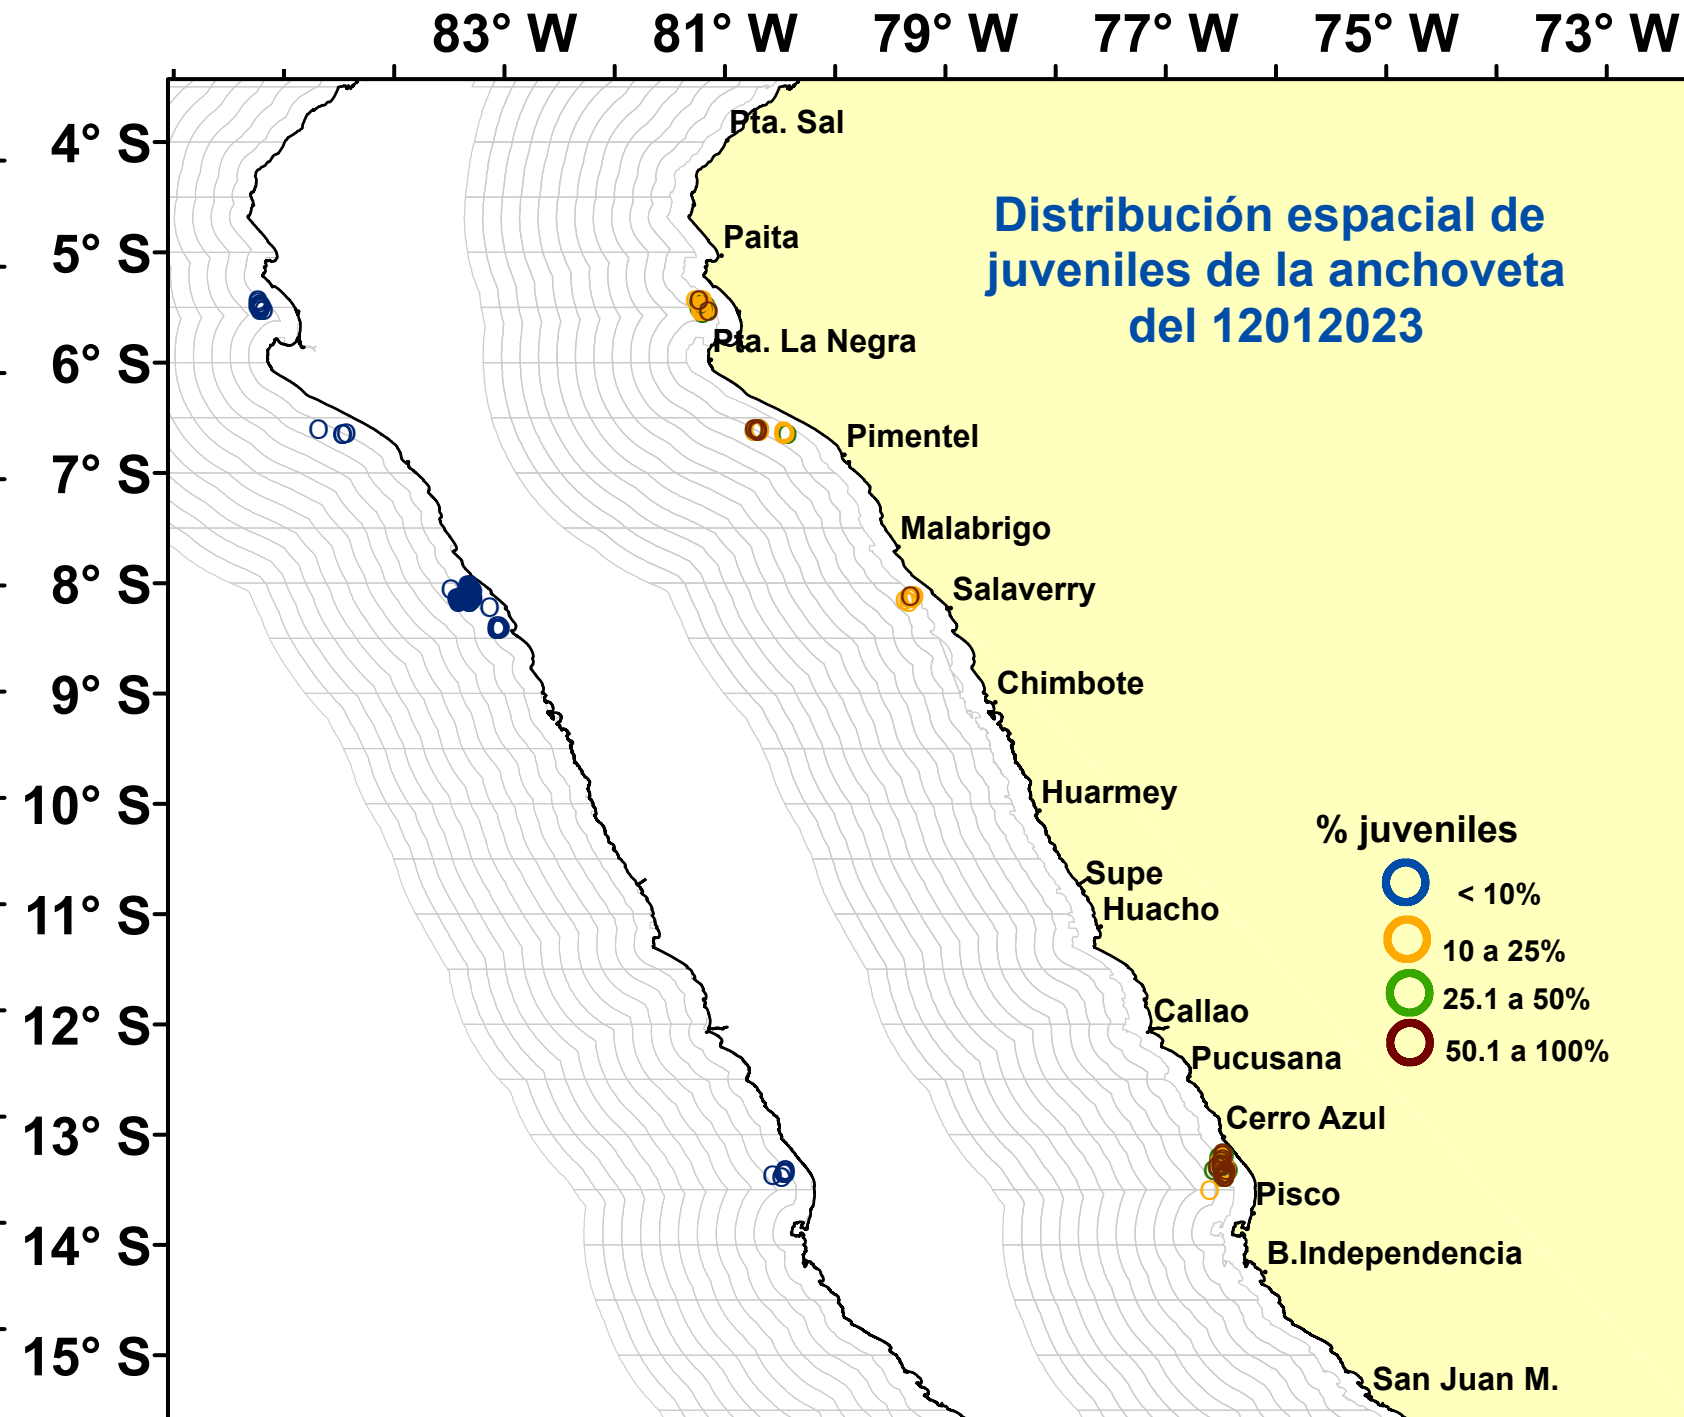 83° W 81° W 79° W 77° W 75° W 73° W
4° S
5° S
6° S
7° S
8° S
9° S
10° S
11° S
12° S
13° S
14° S
15° S
Distribución espacial de
juveniles de la anchoveta
del 12012023
Pta. Sal
Paita
Pta. La Negra
Pimentel
Malabrigo
Salaverry
Chimbote
Huarmey
Supe
Huacho
Callao
Pucusana
Cerro Azul
Pisco
B.Independencia
San Juan M.
% juveniles
< 10%
10 a 25%
25.1 a 50%
50.1 a 100%